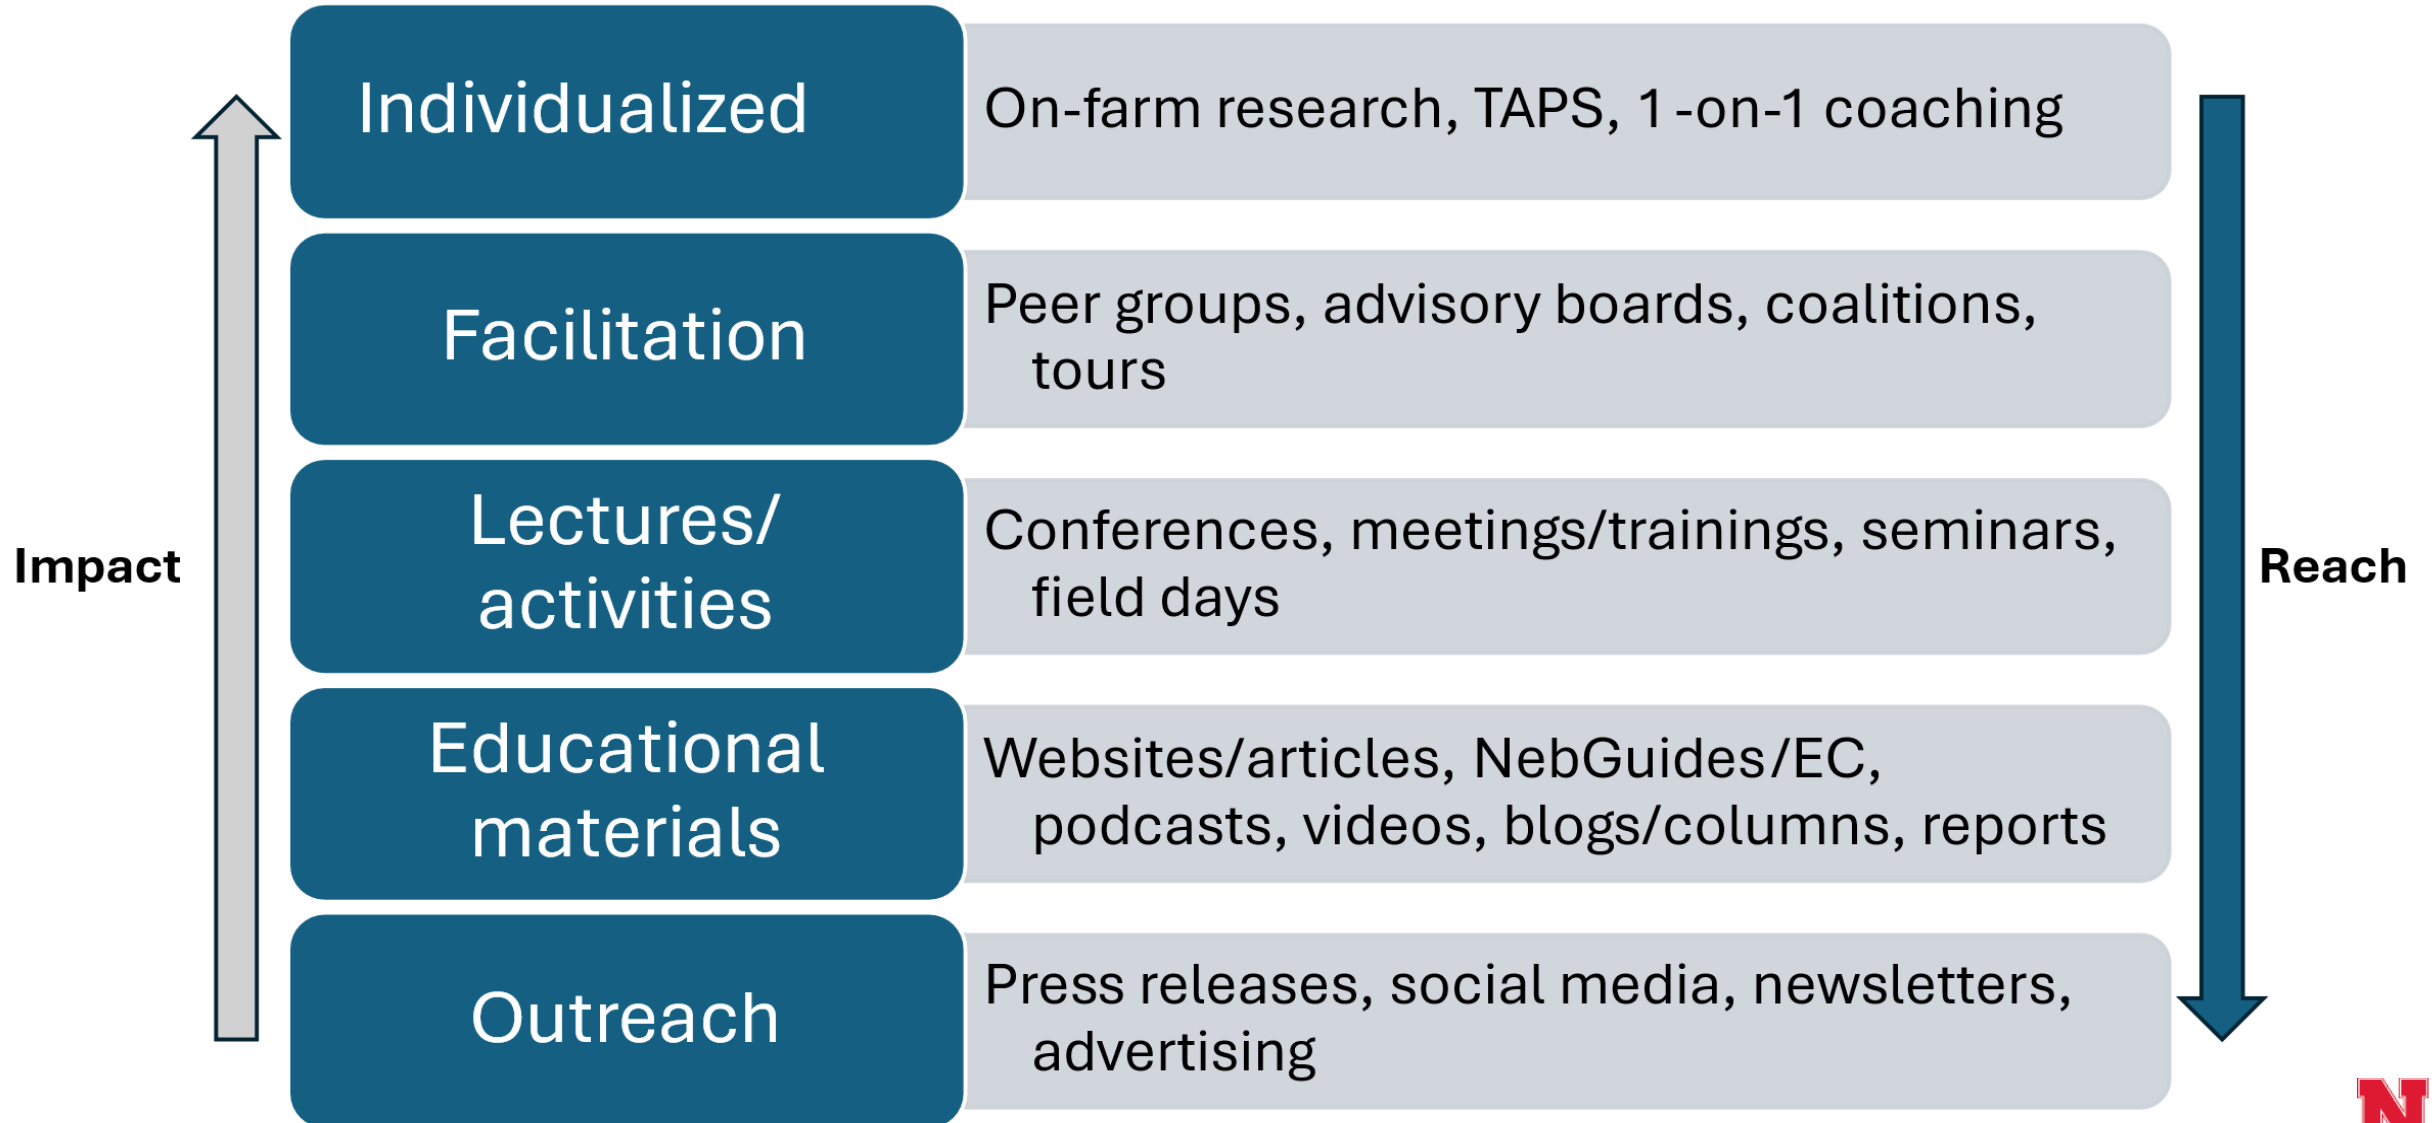 Individualized
On-farm research, TAPS, 1-on-1 coaching
Facilitation
Peer groups, advisory boards, coalitions,
tours
Impact
Lectures/
activities
Conferences, meetings/trainings, seminars,
field days
Reach
Educational
materials
Websites/articles, NebGuides/EC,
podcasts, videos, blogs/columns, reports
Outreach
Press releases, social media, newsletters,
advertising
N